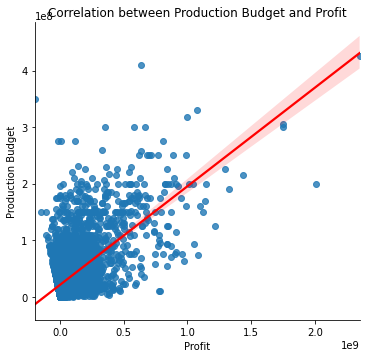 Correlation between Production Budget and Profit
1e8
4
3
2
1
0
Production Budget
0.0 0.5 1.0 1.5 2.0
Profit
1e9